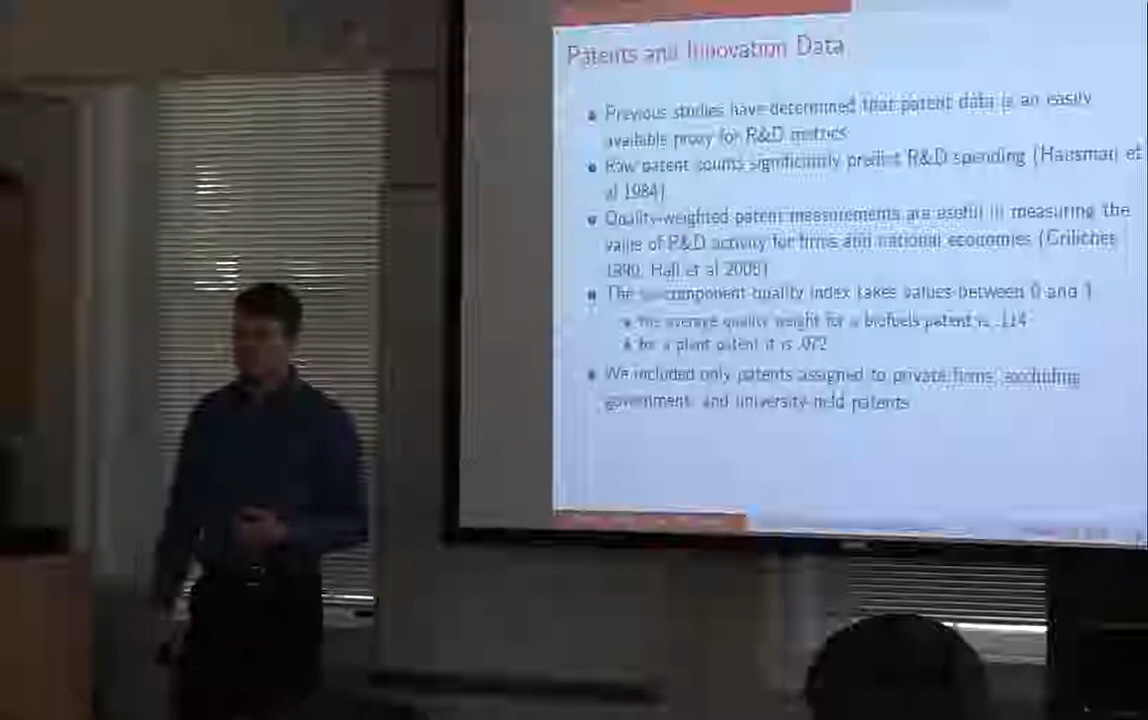 Patents and Innovation Data
Previous studies have determined that patent data is an easily
available proxy for R&D metrics
Raw patent counts significantly predict R&D spending (Hausman et
al 1984)
Quality-weighted patent measurements are useful in measuring the
value of R&D activity for firms and national economies (Griliches
1990, Hall et al
The component quality index takes values between 0 and 1
the average quality weight for a biofuels patent is .114
for a plant patent it is .072
We included only patents assigned to private firms, excluding
government- and university-held patents